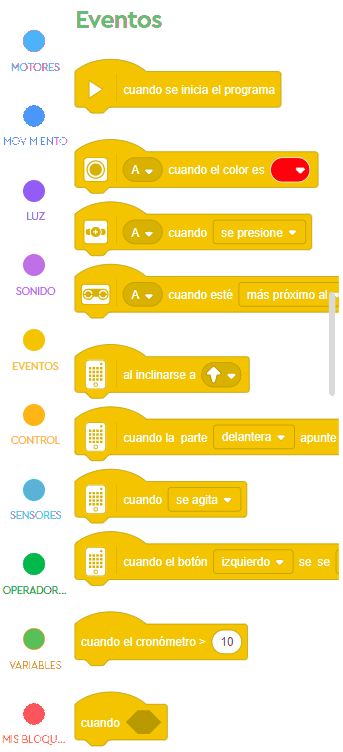 Eventos
MOTORES
cuando se inicia el programa
MOVIMIENTO
A cuando el color es
LUZ
A cuando se presione
SONIDO
A cuando esté más próximo al
EVENTOS
al inclinarse a
CONTROL
cuando la parte delantera apunte
SENSORES
cuando se agita
OPERADOR...
cuando el botón izquierdo se se
VARIABLES
cuando el cronómetro > 10
MIS BLOQU...
cuando